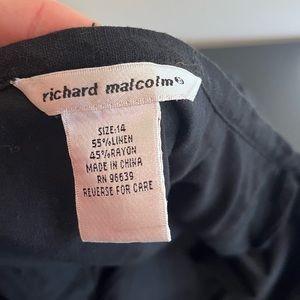 richard malcolm®
SIZE:14
55%LINEN
45%RAYON
MADE IN CHINA
RN 96639
REVERSE FOR CARE